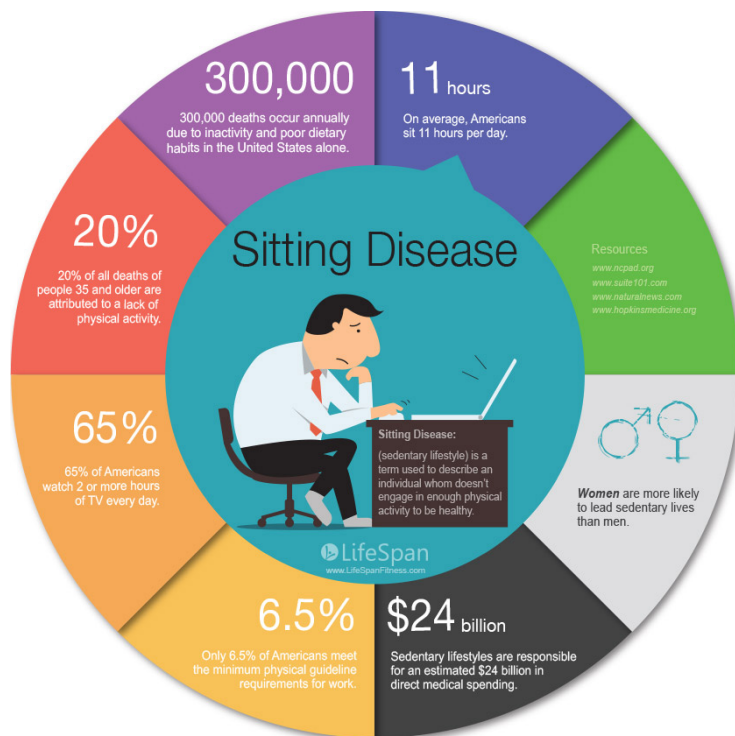 300,000
300,000 deaths occur annually
due to inactivity and poor dietary
habits in the United States alone.
11 hours
On average, Americans
sit 11 hours per day.
Resources
www.ncpad.org
www.suite101.com
www.naturalnews.com
www.hopkinsmedicine.org
Women are more likely
to lead sedentary lives
than men.
$24 billion
Sedentary lifestyles are responsible
for an estimated $24 billion in
direct medical spending.
6.5%
Only 6.5% of Americans meet
the minimum physical guideline
requirements for work.
65%
65% of Americans
watch 2 or more hours
of TV every day.
20%
20% of all deaths of
people 35 and older are
attributed to a lack of
physical activity.
Sitting Disease
Sitting Disease:
(sedentary lifestyle) is a
term used to describe an
individual whom doesn't
engage in enough physical
activity to be healthy.
LifeSpan
www.LifeSpanFitness.com